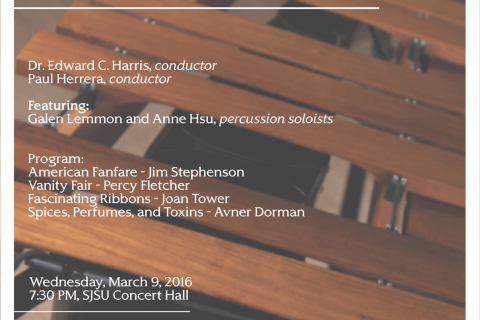 Dr. Edward C. Harris, conductor
Paul Herrera, conductor
Featuring:
Galen Lemmon and Anne Hsu, percussion soloists
Program:
American Fanfare - Jim Stephenson
Vanity Fair - Percy Fletcher
Fascinating Ribbons - Joan Tower
Spices, Perfumes, and Toxins - Avner Dorman
Wednesday, March 9, 2016
7:30 PM, SJSU Concert Hall